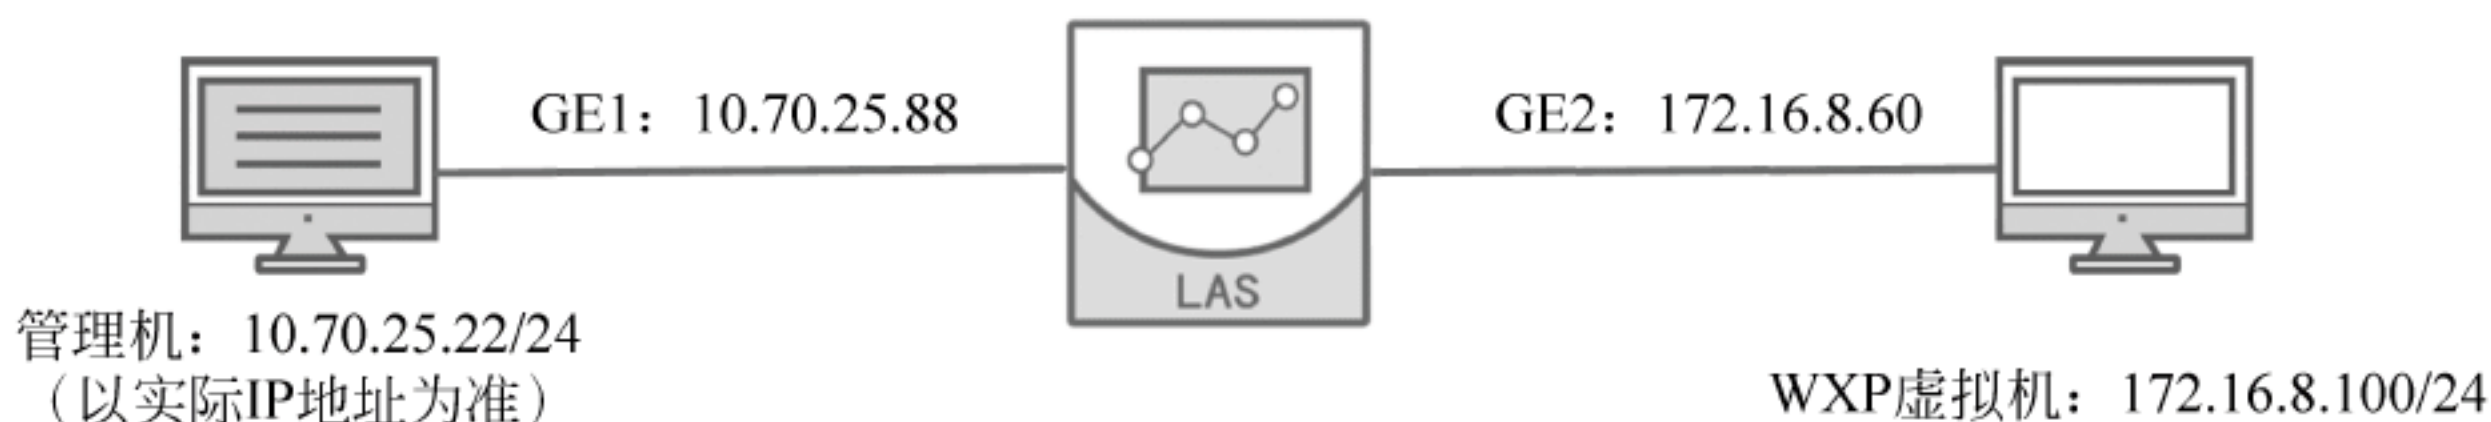 GE1：10.70.25.88
GE2：172.16.8.60
LAS
管理机：10.70.25.22/24
（以实际IP地址为准）
WXP虚拟机：172.16.8.100/24